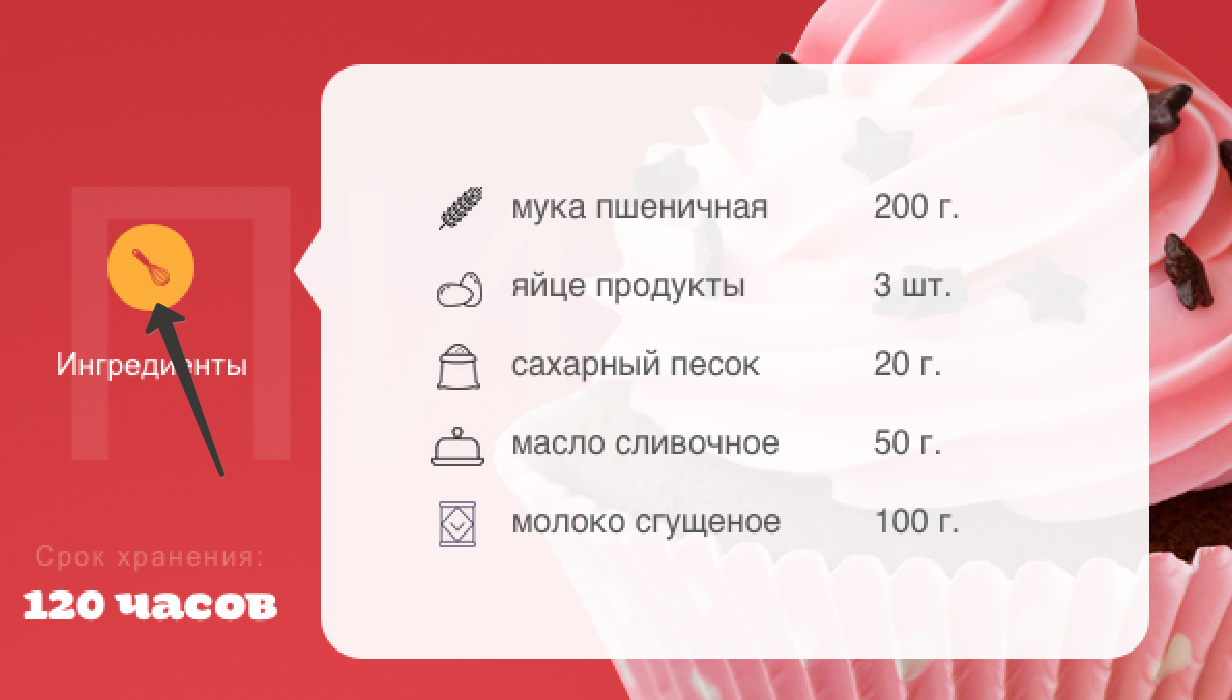 Ингредиенты
Срок хранения:
120 часов
мука пшеничная 200 г.
яйце продукты 3 шт.
сахарный песок 20 г.
масло сливочное 50 г.
молоко сгущеное 100 г.